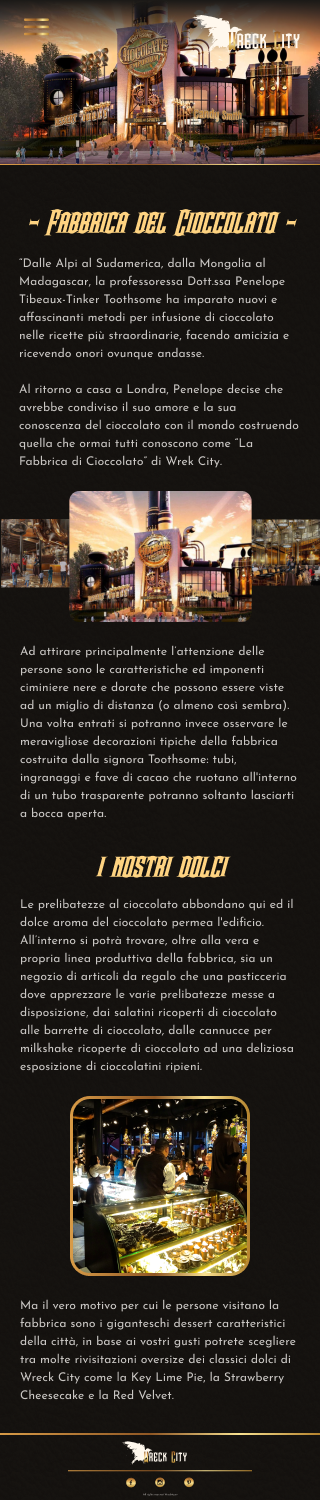 WRECK CITY
CHOCOLATE
~ Fabbrica del Cioccolato ~
“Dalle Alpi al Sudamerica, dalla Mongolia al
Madagascar, la professoressa Dott.ssa Penelope
Tibeaux-Tinker Toothsome ha imparato nuovi e
affascinanti metodi per infusione di cioccolato
nelle ricette più straordinarie, facendo amicizia e
ricevendo onori ovunque andasse.
Al ritorno a casa a Londra, Penelope decise che
avrebbe condiviso il suo amore e la sua
conoscenza del cioccolato con il mondo costruendo
quella che ormai tutti conoscono come “La
Fabbrica di Cioccolato” di Wrek City.
Ad attirare principalmente l’attenzione delle
persone sono le caratteristiche ed imponenti
ciminiere nere e dorate che possono essere viste
ad un miglio di distanza (o almeno così sembra).
Una volta entrati si potranno invece osservare le
meravigliose decorazioni tipiche della fabbrica
costruita dalla signora Toothsome: tubi,
ingranaggi e fave di cacao che ruotano all'interno
di un tubo trasparente potranno soltanto lasciarti
a bocca aperta.
I nostri dolci
Le prelibatezze al cioccolato abbondano qui ed il
dolce aroma del cioccolato permea l'edificio.
All’interno si potrà trovare, oltre alla vera e
propria linea produttiva della fabbrica, sia un
negozio di articoli da regalo che una pasticceria
dove apprezzare le varie prelibatezze messe a
disposizione, dai salatini ricoperti di cioccolato
alle barrette di cioccolato, dalle cannucce per
milkshake ricoperte di cioccolato ad una deliziosa
esposizione di cioccolatini ripieni.
Ma il vero motivo per cui le persone visitano la
fabbrica sono i giganteschi dessert caratteristici
della città, in base ai vostri gusti potrete scegliere
tra molte rivisitazioni oversize dei classici dolci di
Wreck City come la Key Lime Pie, la Strawberry
Cheesecake e la Red Velvet.
WRECK CITY